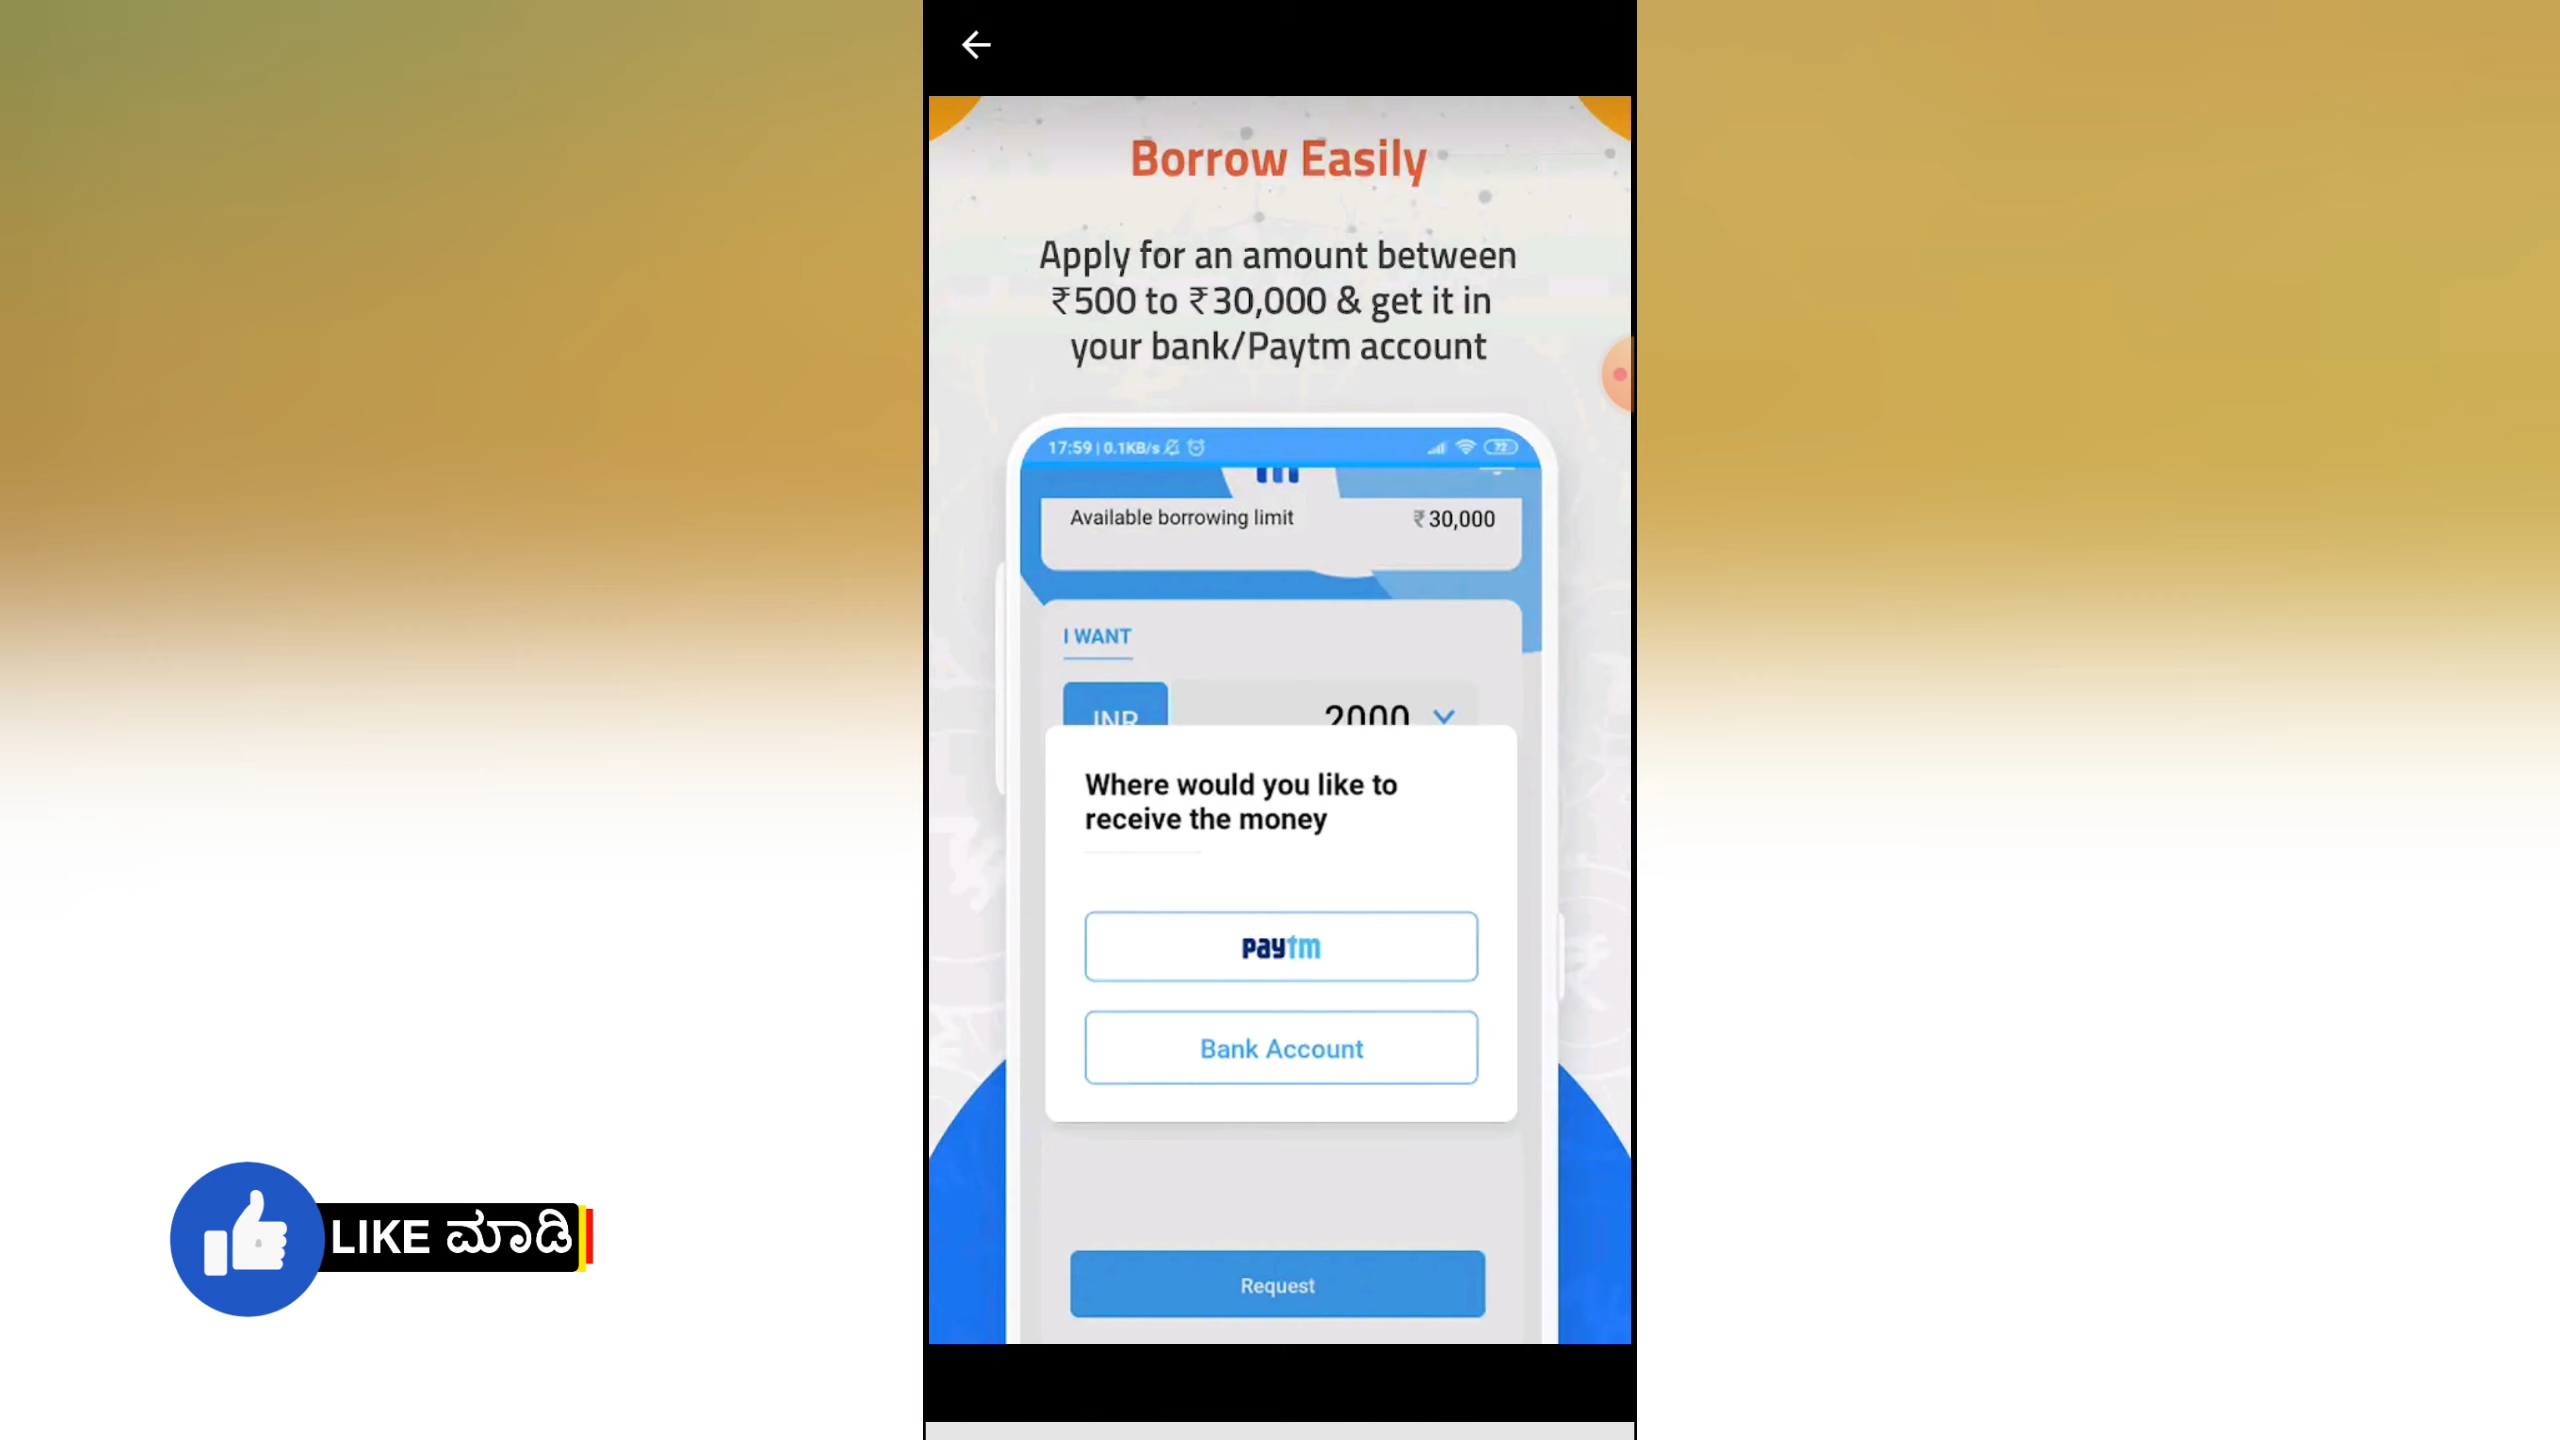 Borrow Easily
Apply for an amount between
₹500 to ₹30,000 & get it in
your bank/Paytm account
17:59 | 0.1KB/s
72
Available borrowing limit ₹30,000
I WANT
INR 2000
Where would you like to
receive the money
paytm
Bank Account
Request
LIKE ಮಾಡಿ